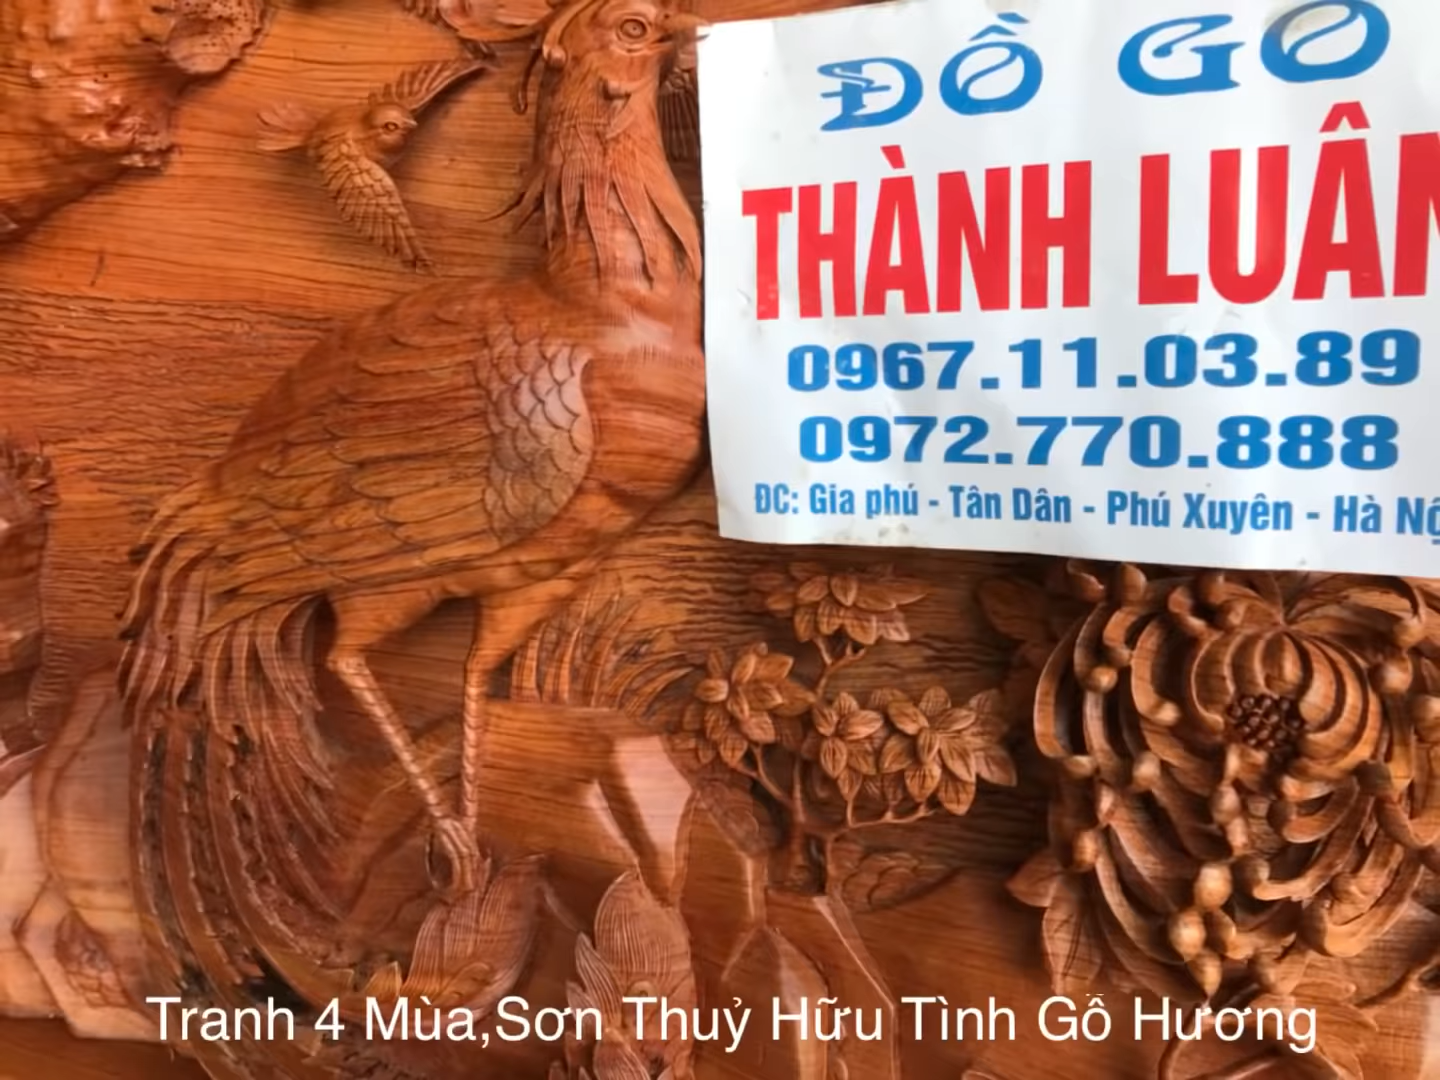 ĐỒ GỖ
THÀNH LUÂN
0967.11.03.89
0972.770.888
ĐC: Gia phú - Tân Dân - Phú Xuyên - Hà Nộ
Tranh 4 Mùa,Sơn Thuỷ Hữu Tình Gỗ Hương